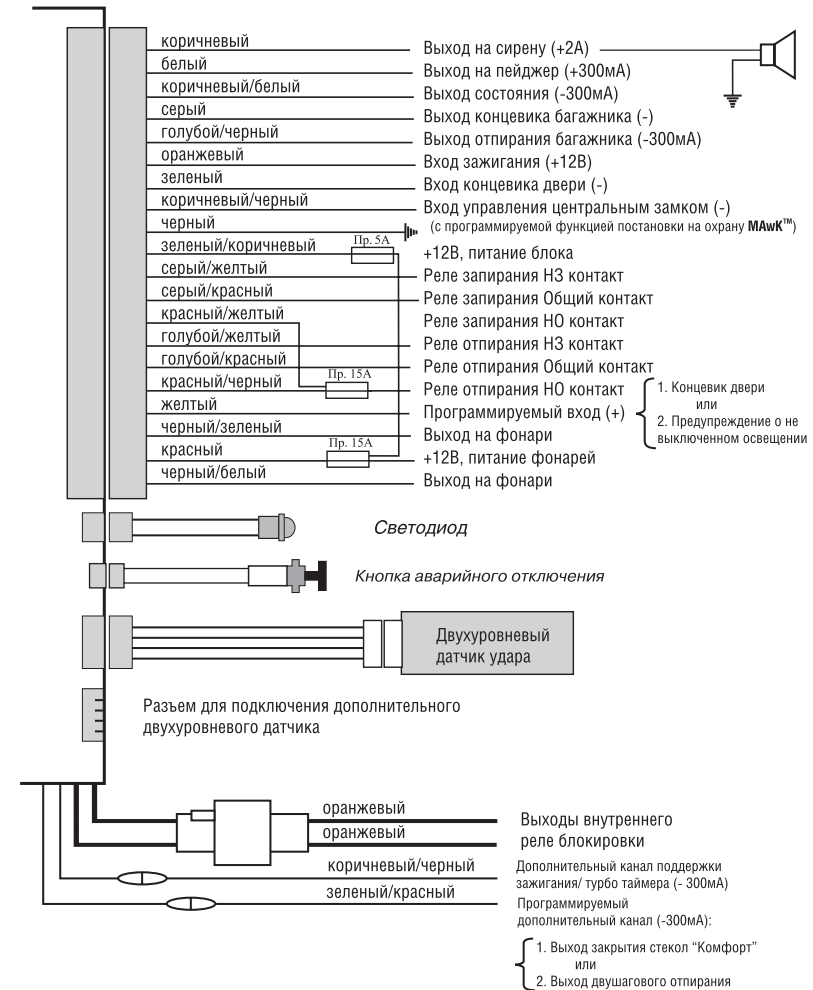 коричневый
Выход на сирену (+2А)
белый
Выход на пейджер (+300мА)
коричневый/белый
Выход состояния (-300мА)
серый
Выход концевика багажника (-)
голубой/черный
Выход отпирания багажника (-300мА)
оранжевый
Вход зажигания (+12В)
зеленый
Вход концевика двери (-)
коричневый/черный
Вход управления центральным замком (-)
черный
(с программируемой функцией постановки на охрану MAwK™)
зеленый/коричневый
Пр. 5А
+12В, питание блока
серый/желтый
Реле запирания НЗ контакт
серый/красный
Реле запирания Общий контакт
красный/желтый
Реле запирания НО контакт
голубой/желтый
Реле отпирания НЗ контакт
голубой/красный
Реле отпирания Общий контакт
красный/черный
Пр. 15А
Реле отпирания НО контакт
желтый
Программируемый вход (+)
1. Концевик двери
или
2. Предупреждение о не
выключенном освещении
черный/зеленый
Выход на фонари
красный
Пр. 15А
+12В, питание фонарей
черный/белый
Выход на фонари
Светодиод
Кнопка аварийного отключения
Двухуровневый
датчик удара
Разъем для подключения дополнительного
двухуровневого датчика
оранжевый
оранжевый
Выходы внутреннего
реле блокировки
коричневый/черный
Дополнительный канал поддержки
зажигания/ турбо таймера (- 300мА)
зеленый/красный
Программируемый
дополнительный канал (-300мА):
1. Выход закрытия стекол “Комфорт”
или
2. Выход двушагового отпирания